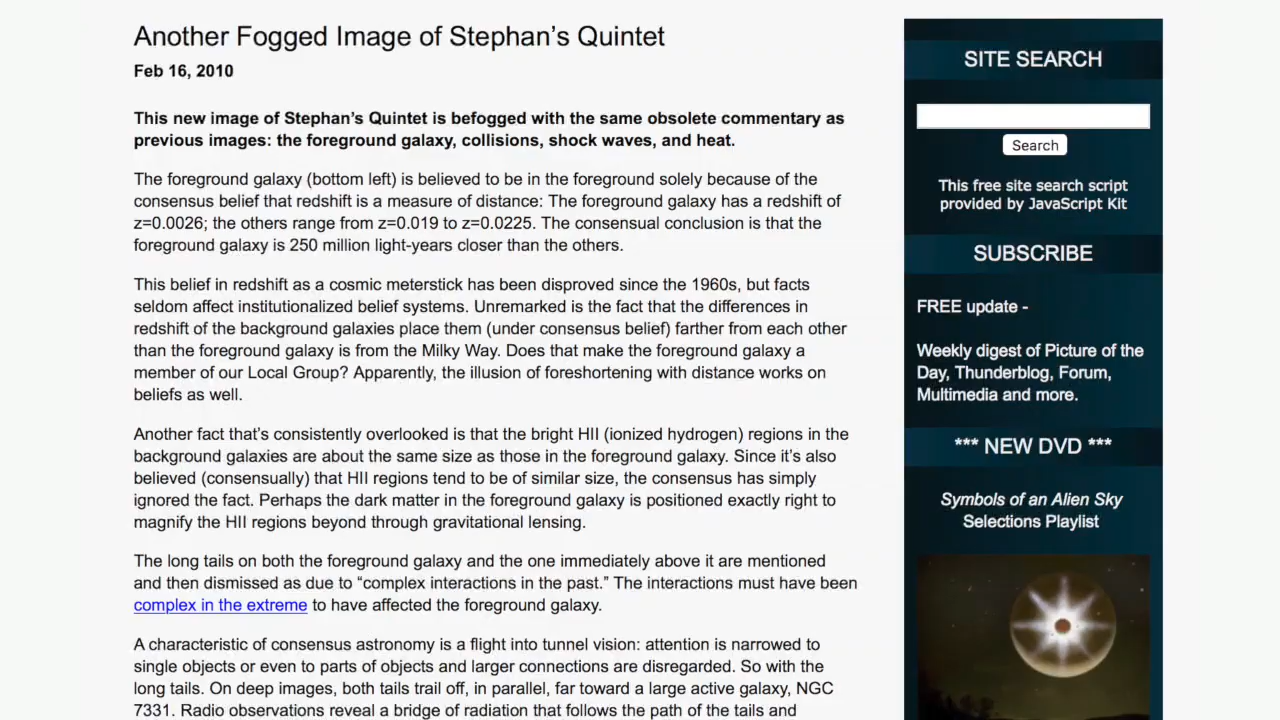 Another Fogged Image of Stephan’s Quintet
Feb 16, 2010
This new image of Stephan’s Quintet is befogged with the same obsolete commentary as
previous images: the foreground galaxy, collisions, shock waves, and heat.
The foreground galaxy (bottom left) is believed to be in the foreground solely because of the
consensus belief that redshift is a measure of distance: The foreground galaxy has a redshift of
z=0.0026; the others range from z=0.019 to z=0.0225. The consensual conclusion is that the
foreground galaxy is 250 million light-years closer than the others.
This belief in redshift as a cosmic meterstick has been disproved since the 1960s, but facts
seldom affect institutionalized belief systems. Unremarked is the fact that the differences in
redshift of the background galaxies place them (under consensus belief) farther from each other
than the foreground galaxy is from the Milky Way. Does that make the foreground galaxy a
member of our Local Group? Apparently, the illusion of foreshortening with distance works on
beliefs as well.
Another fact that’s consistently overlooked is that the bright HII (ionized hydrogen) regions in the
background galaxies are about the same size as those in the foreground galaxy. Since it’s also
believed (consensually) that HII regions tend to be of similar size, the consensus has simply
ignored the fact. Perhaps the dark matter in the foreground galaxy is positioned exactly right to
magnify the HII regions beyond through gravitational lensing.
The long tails on both the foreground galaxy and the one immediately above it are mentioned
and then dismissed as due to “complex interactions in the past.” The interactions must have been
complex in the extreme to have affected the foreground galaxy.
A characteristic of consensus astronomy is a flight into tunnel vision: attention is narrowed to
single objects or even to parts of objects and larger connections are disregarded. So with the
long tails. On deep images, both tails trail off, in parallel, far toward a large active galaxy, NGC
7331. Radio observations reveal a bridge of radiation that follows the path of the tails and
SITE SEARCH
Search
This free site search script
provided by JavaScript Kit
SUBSCRIBE
FREE update -
Weekly digest of Picture of the
Day, Thunderblog, Forum,
Multimedia and more.
*** NEW DVD ***
Symbols of an Alien Sky
Selections Playlist